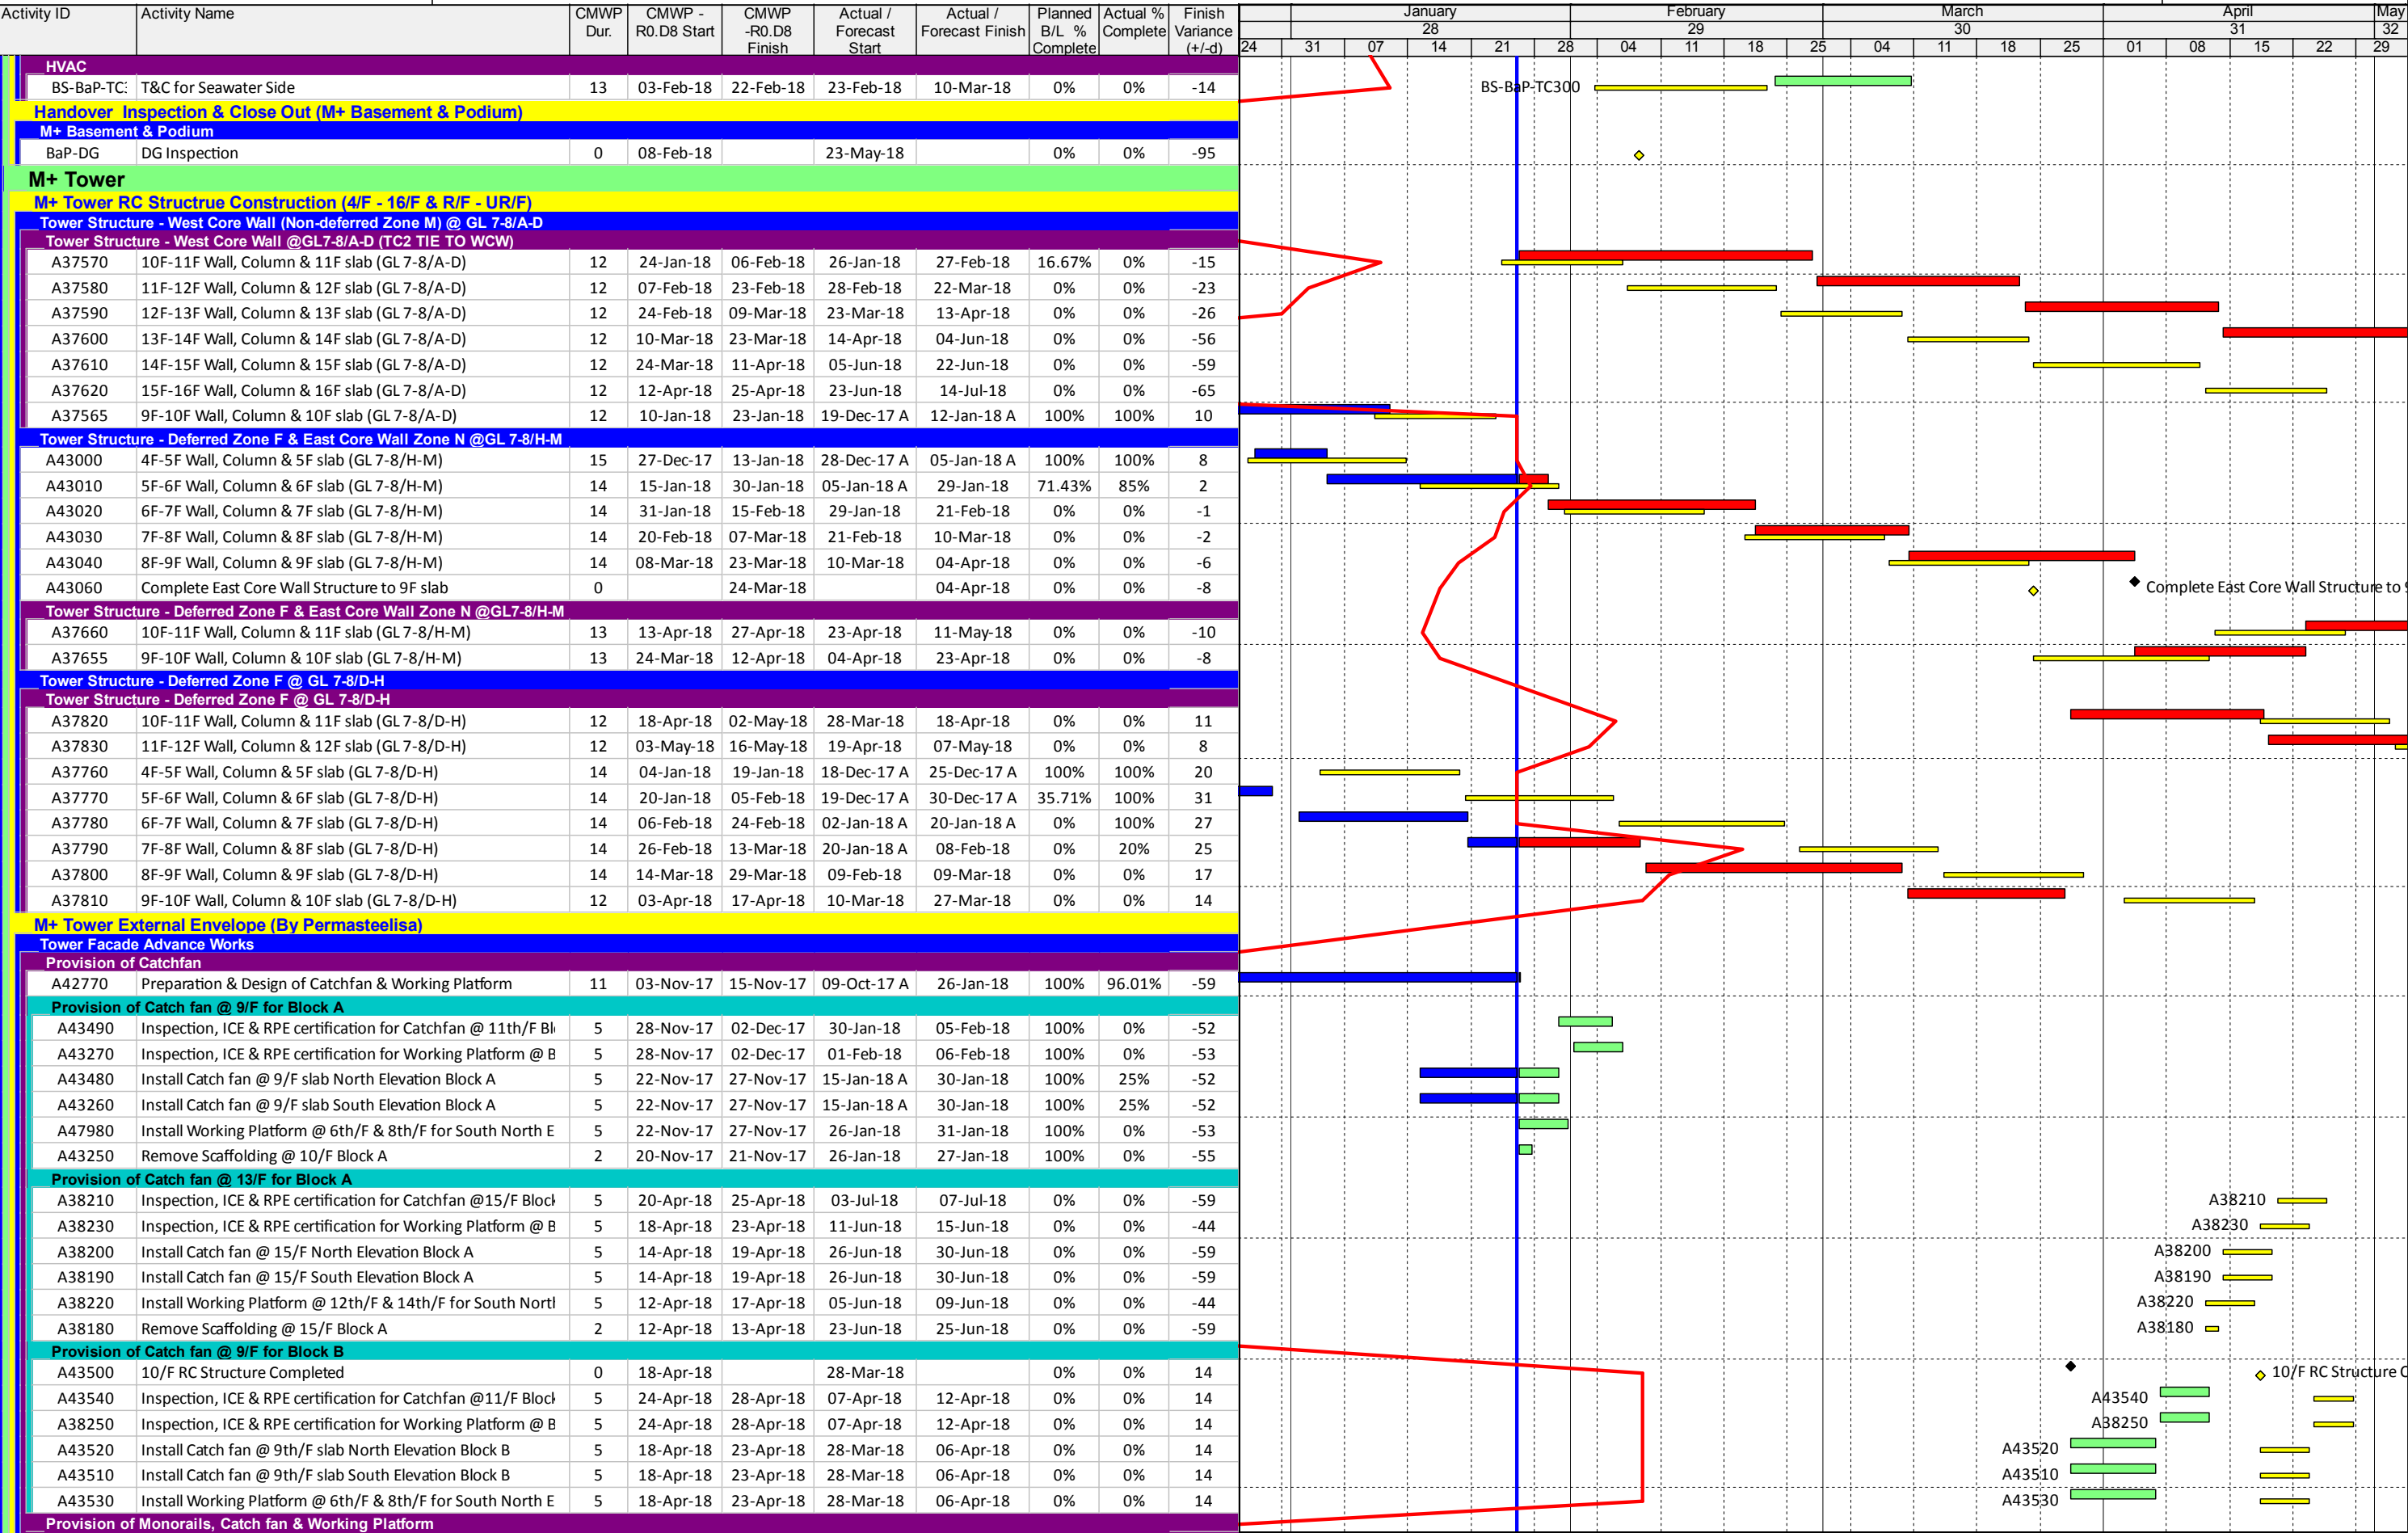 Activity ID Activity Name CMWP Dur. CMWP - R0.D8 Start CMWP -R0.D8 Finish Actual / Forecast Start Actual / Forecast Finish Planned B/L % Complete Actual % Complete Finish Variance (+/-d)
January February March April May
28 29 30 31 32
24 31 07 14 21 28 04 11 18 25 04 11 18 25 01 08 15 22 29
HVAC
BS-BaP-TC: T&C for Seawater Side 13 03-Feb-18 22-Feb-18 23-Feb-18 10-Mar-18 0% 0% -14 BS-BaP-TC300
Handover Inspection & Close Out (M+ Basement & Podium)
M+ Basement & Podium
BaP-DG DG Inspection 0 08-Feb-18 23-May-18 0% 0% -95
M+ Tower
M+ Tower RC Structrue Construction (4/F - 16/F & R/F - UR/F)
Tower Structure - West Core Wall (Non-deferred Zone M) @ GL 7-8/A-D
Tower Structure - West Core Wall @GL7-8/A-D (TC2 TIE TO WCW)
A37570 10F-11F Wall, Column & 11F slab (GL 7-8/A-D) 12 24-Jan-18 06-Feb-18 26-Jan-18 27-Feb-18 16.67% 0% -15
A37580 11F-12F Wall, Column & 12F slab (GL 7-8/A-D) 12 07-Feb-18 23-Feb-18 28-Feb-18 22-Mar-18 0% 0% -23
A37590 12F-13F Wall, Column & 13F slab (GL 7-8/A-D) 12 24-Feb-18 09-Mar-18 23-Mar-18 13-Apr-18 0% 0% -26
A37600 13F-14F Wall, Column & 14F slab (GL 7-8/A-D) 12 10-Mar-18 23-Mar-18 14-Apr-18 04-Jun-18 0% 0% -56
A37610 14F-15F Wall, Column & 15F slab (GL 7-8/A-D) 12 24-Mar-18 11-Apr-18 05-Jun-18 22-Jun-18 0% 0% -59
A37620 15F-16F Wall, Column & 16F slab (GL 7-8/A-D) 12 12-Apr-18 25-Apr-18 23-Jun-18 14-Jul-18 0% 0% -65
A37565 9F-10F Wall, Column & 10F slab (GL 7-8/A-D) 12 10-Jan-18 23-Jan-18 19-Dec-17 A 12-Jan-18 A 100% 100% 10
Tower Structure - Deferred Zone F & East Core Wall Zone N @GL 7-8/H-M
A43000 4F-5F Wall, Column & 5F slab (GL 7-8/H-M) 15 27-Dec-17 13-Jan-18 28-Dec-17 A 05-Jan-18 A 100% 100% 8
A43010 5F-6F Wall, Column & 6F slab (GL 7-8/H-M) 14 15-Jan-18 30-Jan-18 05-Jan-18 A 29-Jan-18 71.43% 85% 2
A43020 6F-7F Wall, Column & 7F slab (GL 7-8/H-M) 14 31-Jan-18 15-Feb-18 29-Jan-18 21-Feb-18 0% 0% -1
A43030 7F-8F Wall, Column & 8F slab (GL 7-8/H-M) 14 20-Feb-18 07-Mar-18 21-Feb-18 10-Mar-18 0% 0% -2
A43040 8F-9F Wall, Column & 9F slab (GL 7-8/H-M) 14 08-Mar-18 23-Mar-18 10-Mar-18 04-Apr-18 0% 0% -6
A43060 Complete East Core Wall Structure to 9F slab 0 24-Mar-18 04-Apr-18 0% 0% -8 Complete East Core Wall Structure to
Tower Structure - Deferred Zone F & East Core Wall Zone N @GL7-8/H-M
A37660 10F-11F Wall, Column & 11F slab (GL 7-8/H-M) 13 13-Apr-18 27-Apr-18 23-Apr-18 11-May-18 0% 0% -10
A37655 9F-10F Wall, Column & 10F slab (GL 7-8/H-M) 13 24-Mar-18 12-Apr-18 04-Apr-18 23-Apr-18 0% 0% -8
Tower Structure - Deferred Zone F @ GL 7-8/D-H
Tower Structure - Deferred Zone F @ GL 7-8/D-H
A37820 10F-11F Wall, Column & 11F slab (GL 7-8/D-H) 12 18-Apr-18 02-May-18 28-Mar-18 18-Apr-18 0% 0% 11
A37830 11F-12F Wall, Column & 12F slab (GL 7-8/D-H) 12 03-May-18 16-May-18 19-Apr-18 07-May-18 0% 0% 8
A37760 4F-5F Wall, Column & 5F slab (GL 7-8/D-H) 14 04-Jan-18 19-Jan-18 18-Dec-17 A 25-Dec-17 A 100% 100% 20
A37770 5F-6F Wall, Column & 6F slab (GL 7-8/D-H) 14 20-Jan-18 05-Feb-18 19-Dec-17 A 30-Dec-17 A 35.71% 100% 31
A37780 6F-7F Wall, Column & 7F slab (GL 7-8/D-H) 14 06-Feb-18 24-Feb-18 02-Jan-18 A 20-Jan-18 A 0% 100% 27
A37790 7F-8F Wall, Column & 8F slab (GL 7-8/D-H) 14 26-Feb-18 13-Mar-18 20-Jan-18 A 08-Feb-18 0% 20% 25
A37800 8F-9F Wall, Column & 9F slab (GL 7-8/D-H) 14 14-Mar-18 29-Mar-18 09-Feb-18 09-Mar-18 0% 0% 17
A37810 9F-10F Wall, Column & 10F slab (GL 7-8/D-H) 12 03-Apr-18 17-Apr-18 10-Mar-18 27-Mar-18 0% 0% 14
M+ Tower External Envelope (By Permasteelisa)
Tower Facade Advance Works
Provision of Catchfan
A42770 Preparation & Design of Catchfan & Working Platform 11 03-Nov-17 15-Nov-17 09-Oct-17 A 26-Jan-18 100% 96.01% -59
Provision of Catch fan @ 9/F for Block A
A43490 Inspection, ICE & RPE certification for Catchfan @ 11th/F Bl 5 28-Nov-17 02-Dec-17 30-Jan-18 05-Feb-18 100% 0% -52
A43270 Inspection, ICE & RPE certification for Working Platform @ B 5 28-Nov-17 02-Dec-17 01-Feb-18 06-Feb-18 100% 0% -53
A43480 Install Catch fan @ 9/F slab North Elevation Block A 5 22-Nov-17 27-Nov-17 15-Jan-18 A 30-Jan-18 100% 25% -52
A43260 Install Catch fan @ 9/F slab South Elevation Block A 5 22-Nov-17 27-Nov-17 15-Jan-18 A 30-Jan-18 100% 25% -52
A47980 Install Working Platform @ 6th/F & 8th/F for South North E 5 22-Nov-17 27-Nov-17 26-Jan-18 31-Jan-18 100% 0% -53
A43250 Remove Scaffolding @ 10/F Block A 2 20-Nov-17 21-Nov-17 26-Jan-18 27-Jan-18 100% 0% -55
Provision of Catch fan @ 13/F for Block A
A38210 Inspection, ICE & RPE certification for Catchfan @15/F Block 5 20-Apr-18 25-Apr-18 03-Jul-18 07-Jul-18 0% 0% -59 A38210
A38230 Inspection, ICE & RPE certification for Working Platform @ B 5 18-Apr-18 23-Apr-18 11-Jun-18 15-Jun-18 0% 0% -44 A38230
A38200 Install Catch fan @ 15/F North Elevation Block A 5 14-Apr-18 19-Apr-18 26-Jun-18 30-Jun-18 0% 0% -59 A38200
A38190 Install Catch fan @ 15/F South Elevation Block A 5 14-Apr-18 19-Apr-18 26-Jun-18 30-Jun-18 0% 0% -59 A38190
A38220 Install Working Platform @ 12th/F & 14th/F for South North 5 12-Apr-18 17-Apr-18 05-Jun-18 09-Jun-18 0% 0% -44 A38220
A38180 Remove Scaffolding @ 15/F Block A 2 12-Apr-18 13-Apr-18 23-Jun-18 25-Jun-18 0% 0% -59 A38180
Provision of Catch fan @ 9/F for Block B
A43500 10/F RC Structure Completed 0 18-Apr-18 28-Mar-18 0% 0% 14 10/F RC Structure C
A43540 Inspection, ICE & RPE certification for Catchfan @11/F Block 5 24-Apr-18 28-Apr-18 07-Apr-18 12-Apr-18 0% 0% 14 A43540
A38250 Inspection, ICE & RPE certification for Working Platform @ B 5 24-Apr-18 28-Apr-18 07-Apr-18 12-Apr-18 0% 0% 14 A38250
A43520 Install Catch fan @ 9th/F slab North Elevation Block B 5 18-Apr-18 23-Apr-18 28-Mar-18 06-Apr-18 0% 0% 14 A43520
A43510 Install Catch fan @ 9th/F slab South Elevation Block B 5 18-Apr-18 23-Apr-18 28-Mar-18 06-Apr-18 0% 0% 14 A43510
A43530 Install Working Platform @ 6th/F & 8th/F for South North E 5 18-Apr-18 23-Apr-18 28-Mar-18 06-Apr-18 0% 0% 14 A43530
Provision of Monorails, Catch fan & Working Platform